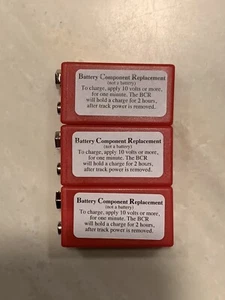 Battery Component Replacement
(not a battery)
To charge, apply 10 volts or more,
for one minute. The BCR
will hold a charge for 2 hours,
after track power is removed.
Battery Component Replacement
(not a battery)
To charge, apply 10 volts or more,
for one minute. The BCR
will hold a charge for 2 hours,
after track power is removed.
Battery Component Replacement
(not a battery)
To charge, apply 10 volts or more,
for one minute. The BCR
will hold a charge for 2 hours,
after track power is removed.